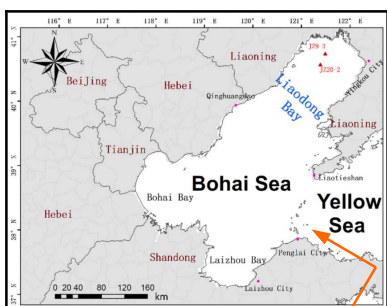 116° E 117° E 118° E 119° E 120° E 121° E 122° E
41° N
40° N
39° N
38° N
37° N
N
W E
S
JZ9-3
JZ20-2
Liaoning
Yingkou City
Beijing
Hebei
Liaodong
Bay
Qinhuangdao
Liaoning
Tianjin
Liaotieshan
Bohai Sea
Bohai Bay
Yellow
Sea
Hebei
Penglai City
Laizhou Bay
Shandong
Laizhou City
0 20 40 80 120 160
km